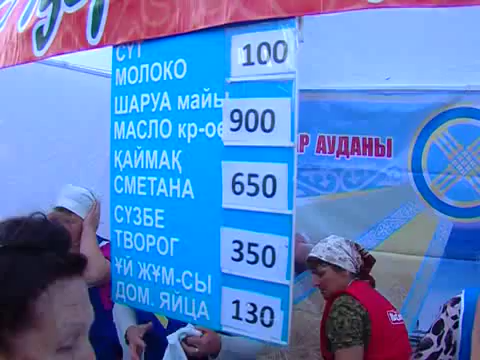 СҮТ
МОЛОКО 100
ШАРУА майы
МАСЛО кр-ое 900
ҚАЙМАҚ
СМЕТАНА 650
СҮЗБЕ
ТВОРОГ 350
ҮЙ ЖҰМ-СЫ
ДОМ. ЯЙЦА 130
АР АУДАНЫ